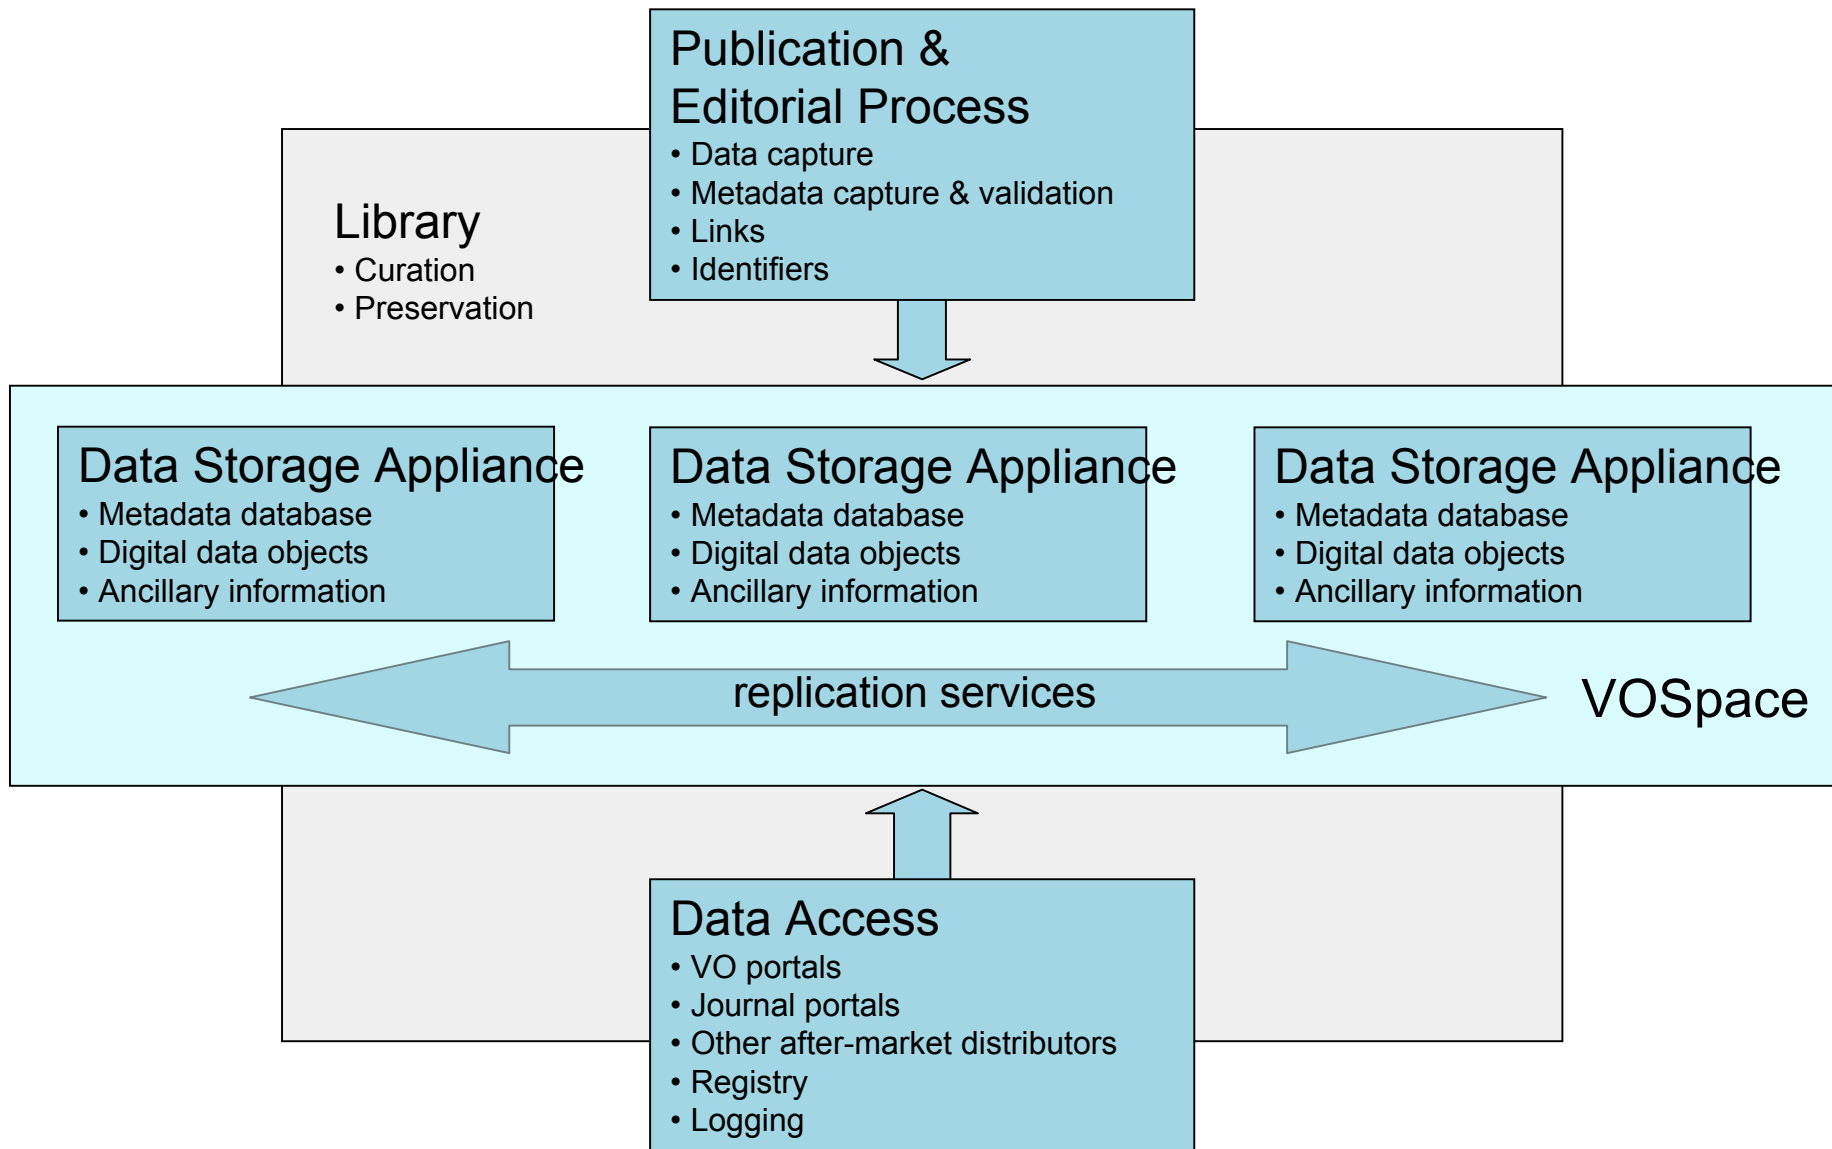 Publication &
Editorial Process
• Data capture
• Metadata capture & validation
• Links
• Identifiers
Library
• Curation
• Preservation
Data Storage Appliance
• Metadata database
• Digital data objects
• Ancillary information
Data Storage Appliance
• Metadata database
• Digital data objects
• Ancillary information
Data Storage Appliance
• Metadata database
• Digital data objects
• Ancillary information
replication services
VOSpace
Data Access
• VO portals
• Journal portals
• Other after-market distributors
• Registry
• Logging